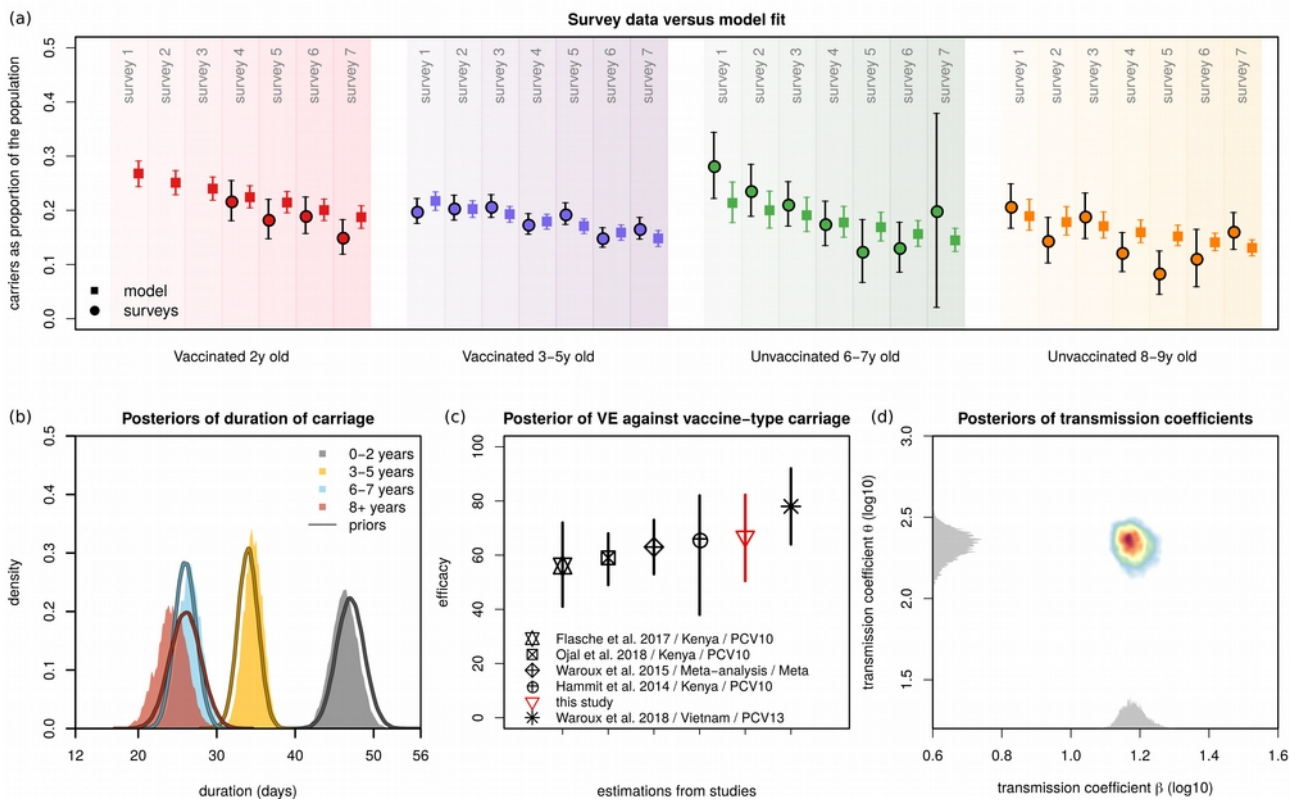 (a)
Survey data versus model fit
carriers as proportion of the population
0.5
0.4
0.3
0.2
0.1
0.0
survey 1
survey 2
survey 3
survey 4
survey 5
survey 6
survey 7
survey 1
survey 2
survey 3
survey 4
survey 5
survey 6
survey 7
survey 1
survey 2
survey 3
survey 4
survey 5
survey 6
survey 7
survey 1
survey 2
survey 3
survey 4
survey 5
survey 6
survey 7
model
surveys
Vaccinated 2y old
Vaccinated 3−5y old
Unvaccinated 6−7y old
Unvaccinated 8−9y old
(b)
Posteriors of duration of carriage
density
0.5
0.4
0.3
0.2
0.1
0.0
0−2 years
3−5 years
6−7 years
8+ years
priors
12
20
30
40
50
56
duration (days)
(c)
Posterior of VE against vaccine−type carriage
efficacy
100
80
60
40
20
0
Flasche et al. 2017 / Kenya / PCV10
Ojal et al. 2018 / Kenya / PCV10
Waroux et al. 2015 / Meta−analysis / Meta
Hammit et al. 2014 / Kenya / PCV10
this study
Waroux et al. 2018 / Vietnam / PCV13
estimations from studies
(d)
Posteriors of transmission coefficients
transmission coefficient θ (log10)
3.0
2.5
2.0
1.5
0.6
1.0
1.2
1.4
1.6
transmission coefficient β (log10)